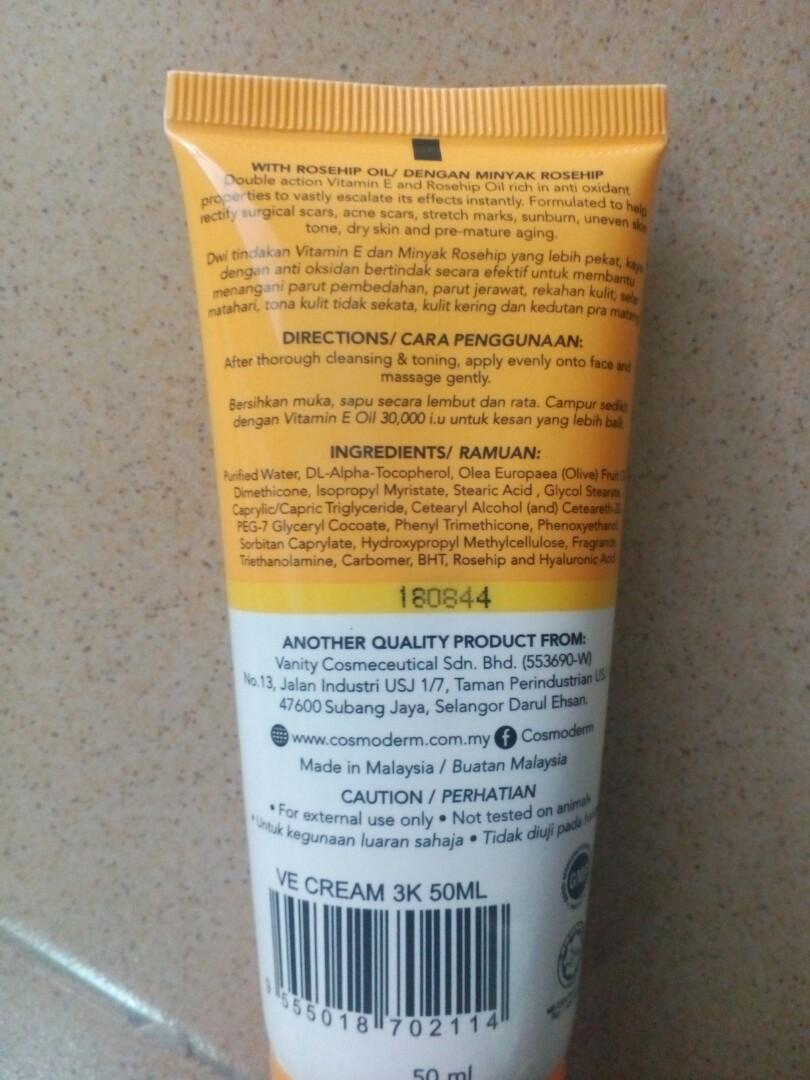 WITH ROSEHIP OIL/ DENGAN MINYAK ROSEHIP
Double action Vitamin E and Rosehip Oil rich in anti oxidant
properties to vastly escalate its effects instantly. Formulated to help
rectify surgical scars, acne scars, stretch marks, sunburn, uneven skin
tone, dry skin and pre-mature aging.
Dwi tindakan Vitamin E dan Minyak Rosehip yang lebih pekat, kaya
dengan anti oksidan bertindak secara efektif untuk membantu
menangani parut pembedahan, parut jerawat, rekahan kulit, selar
matahari, tona kulit tidak sekata, kulit kering dan kedutan pra
DIRECTIONS/ CARA PENGGUNAAN:
After thorough cleansing & toning, apply evenly onto face and
massage gently.
Bersihkan muka, sapu secara lembut dan rata. Campur sedikit
dengan Vitamin E Oil 30,000 i.u untuk kesan yang lebih baik.
INGREDIENTS/ RAMUAN:
Purified Water, DL-Alpha-Tocopherol, Olea Europaea (Olive) Fruit
Dimethicone, Isopropyl Myristate, Stearic Acid , Glycol Stearate,
Caprylic/Capric Triglyceride, Cetearyl Alcohol (and)
PEG-7 Glyceryl Cocoate, Phenyl Trimethicone, Phenoxyethanol,
Sorbitan Caprylate, Hydroxypropyl Methylcellulose, Fragrance,
Triethanolamine, Carbomer, BHT, Rosehip and Hyaluronic Acid.
180844
ANOTHER QUALITY PRODUCT FROM:
Vanity Cosmeceutical Sdn. Bhd. (553690-W)
No.13, Jalan Industri USJ 1/7, Taman Perindustrian
47600 Subang Jaya, Selangor Darul Ehsan.
www.cosmoderm.com.my f Cosmoderm
Made in Malaysia / Buatan Malaysia
CAUTION / PERHATIAN
• For external use only • Not tested on animals
• Untuk kegunaan luaran sahaja • Tidak diuji pada
VE CREAM 3K 50ML
9 555018 702114
50 ml